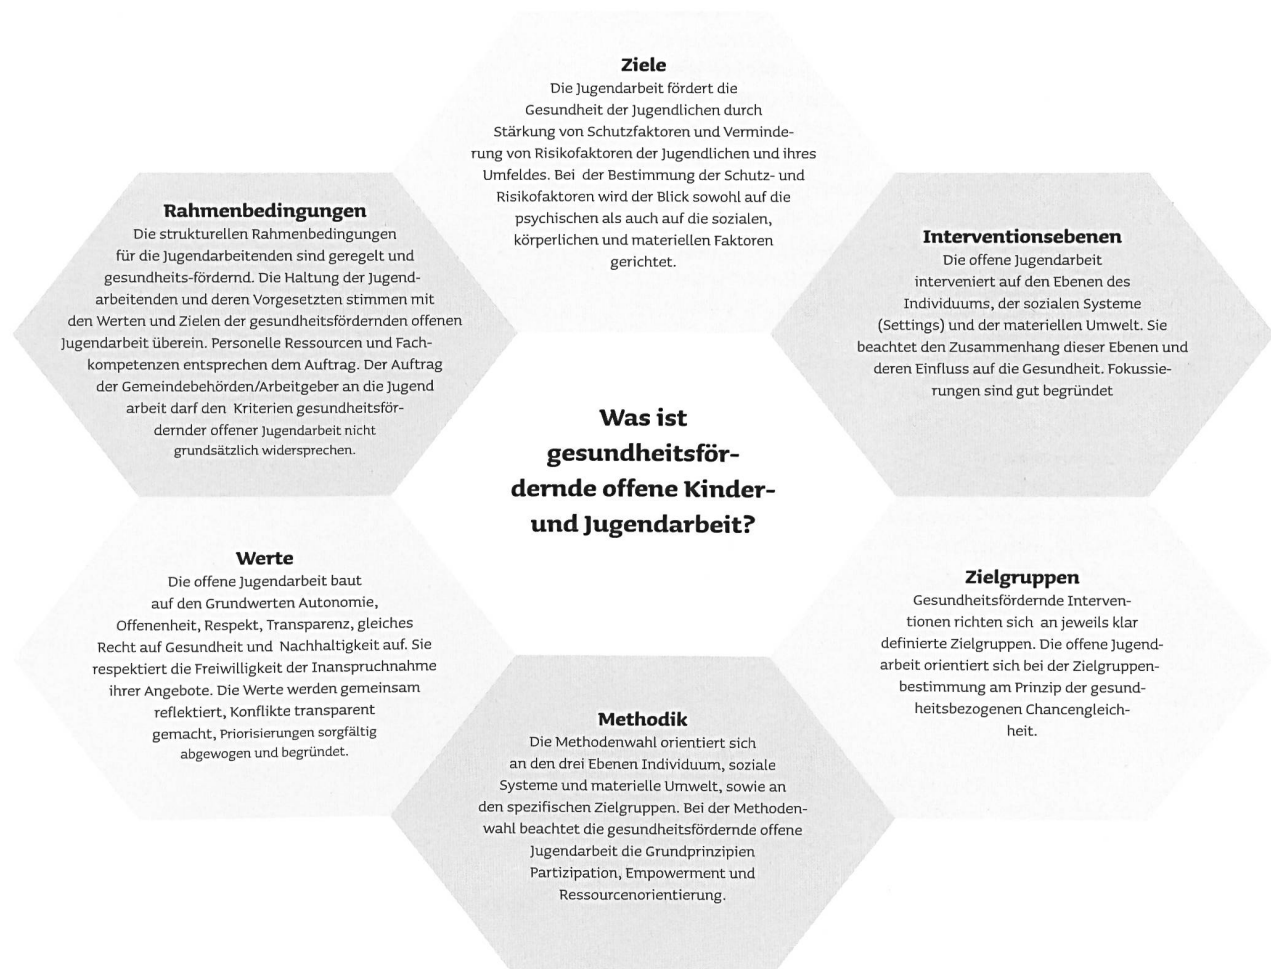 Ziele
Die Jugendarbeit fördert die
Gesundheit der Jugendlichen durch
Stärkung von Schutzfaktoren und Verminde-
rung von Risikofaktoren der Jugendlichen und ihres
Umfeldes. Bei der Bestimmung der Schutz- und
Risikofaktoren wird der Blick sowohl auf die
psychischen als auch auf die sozialen,
körperlichen und materiellen Faktoren
gerichtet.
Rahmenbedingungen
Die strukturellen Rahmenbedingungen
für die Jugendarbeitenden sind geregelt und
gesundheits-fördernd. Die Haltung der Jugend-
arbeitenden und deren Vorgesetzten stimmen mit
den Werten und Zielen der gesundheitsfördernden offenen
Jugendarbeit überein. Personelle Ressourcen und Fach-
kompetenzen entsprechen dem Auftrag. Der Auftrag
der Gemeindebehörden/Arbeitgeber an die Jugend
arbeit darf den Kriterien gesundheitsför-
dernder offener Jugendarbeit nicht
grundsätzlich widersprechen.
Interventionsebenen
Die offene Jugendarbeit
interveniert auf den Ebenen des
Individuums, der sozialen Systeme
(Settings) und der materiellen Umwelt. Sie
beachtet den Zusammenhang dieser Ebenen und
deren Einfluss auf die Gesundheit. Fokussie-
rungen sind gut begründet
Was ist
gesundheitsför-
dernde offene Kinder-
und Jugendarbeit?
Werte
Die offene Jugendarbeit baut
auf den Grundwerten Autonomie,
Offenenheit, Respekt, Transparenz, gleiches
Recht auf Gesundheit und Nachhaltigkeit auf. Sie
respektiert die Freiwilligkeit der Inanspruchnahme
ihrer Angebote. Die Werte werden gemeinsam
reflektiert, Konflikte transparent
gemacht, Priorisierungen sorgfältig
abgewogen und begründet.
Zielgruppen
Gesundheitsfördernde Interven-
tionen richten sich an jeweils klar
definierte Zielgruppen. Die offene Jugend-
arbeit orientiert sich bei der Zielgruppen-
bestimmung am Prinzip der gesund-
heitsbezogenen Chancengleich-
heit.
Methodik
Die Methodenwahl orientiert sich
an den drei Ebenen Individuum, soziale
Systeme und materielle Umwelt, sowie an
den spezifischen Zielgruppen. Bei der Methoden-
wahl beachtet die gesundheitsfördernde offene
Jugendarbeit die Grundprinzipien
Partizipation, Empowerment und
Ressourcenorientierung.